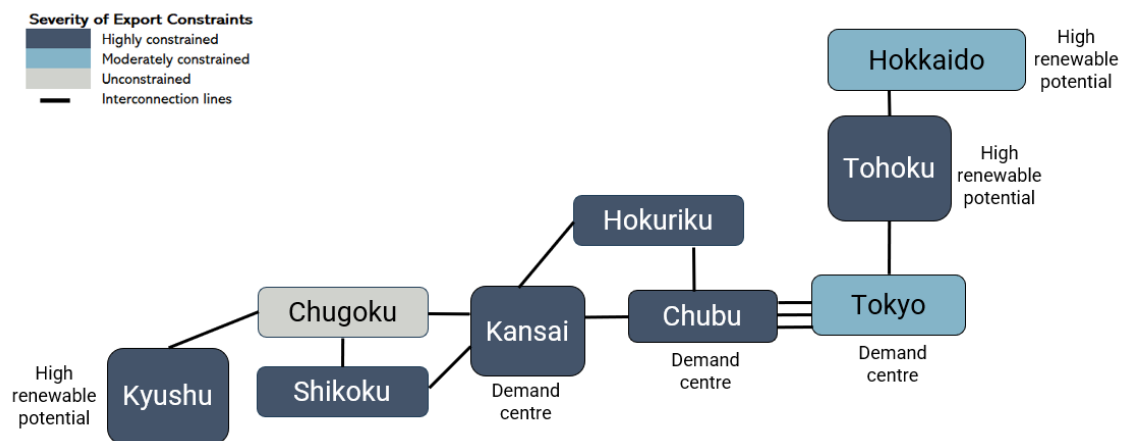 Severity of Export Constraints
Highly constrained
Moderately constrained
Unconstrained
Interconnection lines
Hokkaido
High
renewable
potential
Tohoku
High
renewable
potential
Hokuriku
Chugoku
Kansai
Demand
centre
Chubu
Demand
centre
Tokyo
Demand
centre
High
renewable
potential
Kyushu
Shikoku